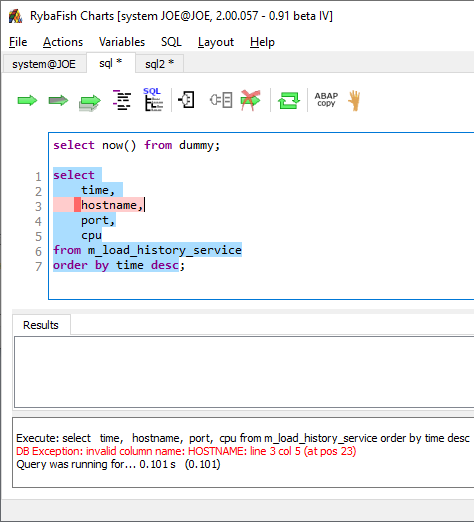 RybaFish Charts [system JOE@JOE, 2.00.057 - 0.91 beta IV]
File Actions Variables SQL Layout Help
system@JOE sql * sql2 *
SQL ABAP copy
select now() from dummy;
1 select
2 time,
3 hostname,
4 port,
5 cpu
6 from m_load_history_service
7 order by time desc;
Results
Execute: select time, hostname, port, cpu from m_load_history_service order by time desc
DB Exception: invalid column name: HOSTNAME: line 3 col 5 (at pos 23)
Query was running for... 0.101 s (0.101)